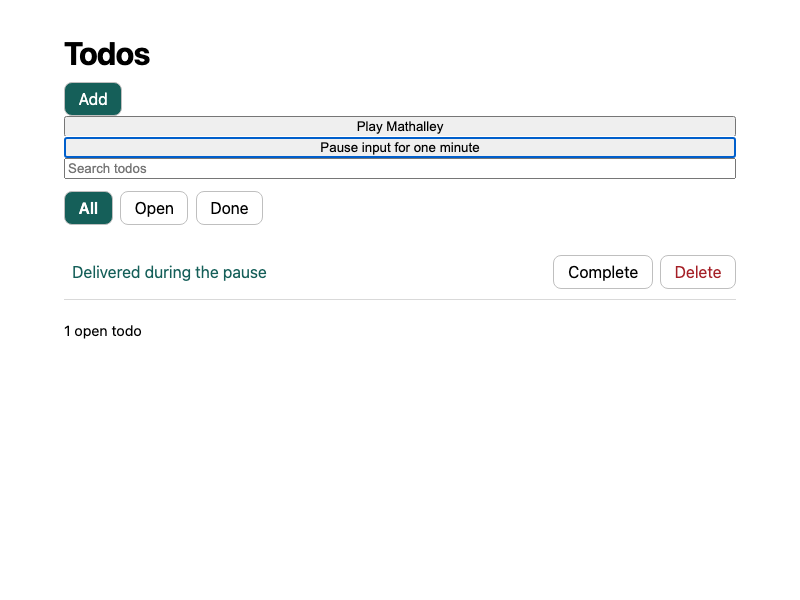 Todos
Add
Play Mathalley
Pause input for one minute
Search todos
All Open Done
Delivered during the pause Complete Delete
1 open todo